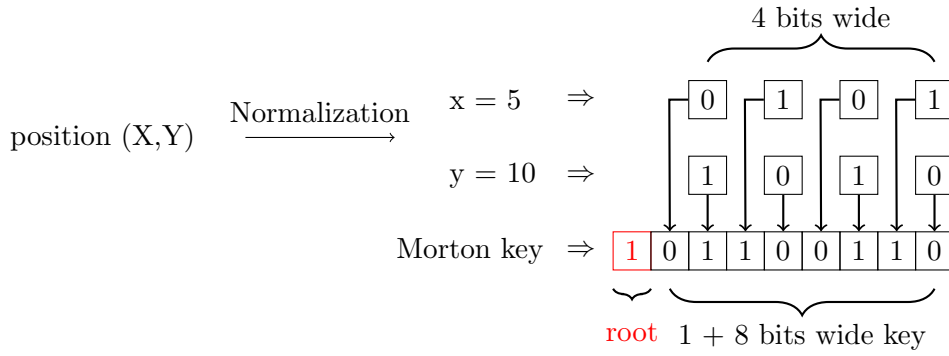 4 bits wide
x = 5 ⇒ 0 1 0 1
Normalization
position (X,Y)
y = 10 ⇒ 1 0 1 0
Morton key ⇒ 1 0 1 1 0 0 1 1 0
root 1 + 8 bits wide key